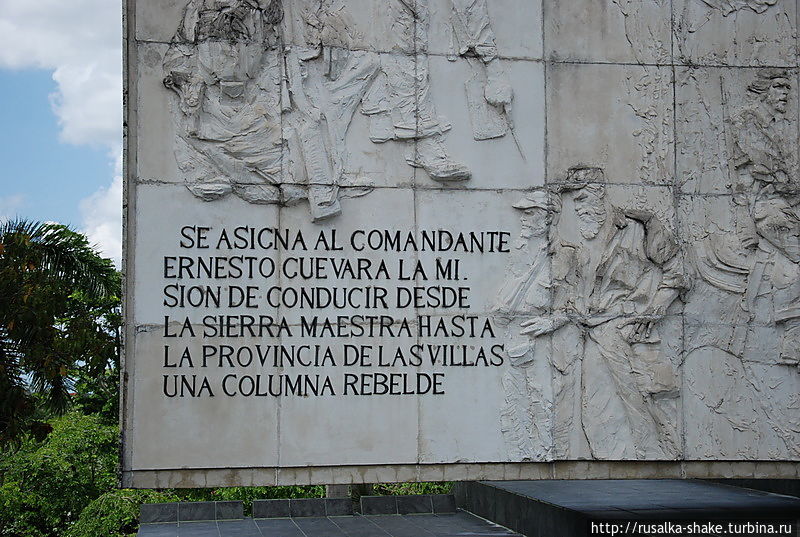 SE ASIGNA AL COMANDANTE
ERNESTO GUEVARA LA MI-
SION DE CONDUCIR DESDE
LA SIERRA MAESTRA HASTA
LA PROVINCIA DE LAS VILLAS
UNA COLUMNA REBELDE
http://rusalka-shake.turbina.ru